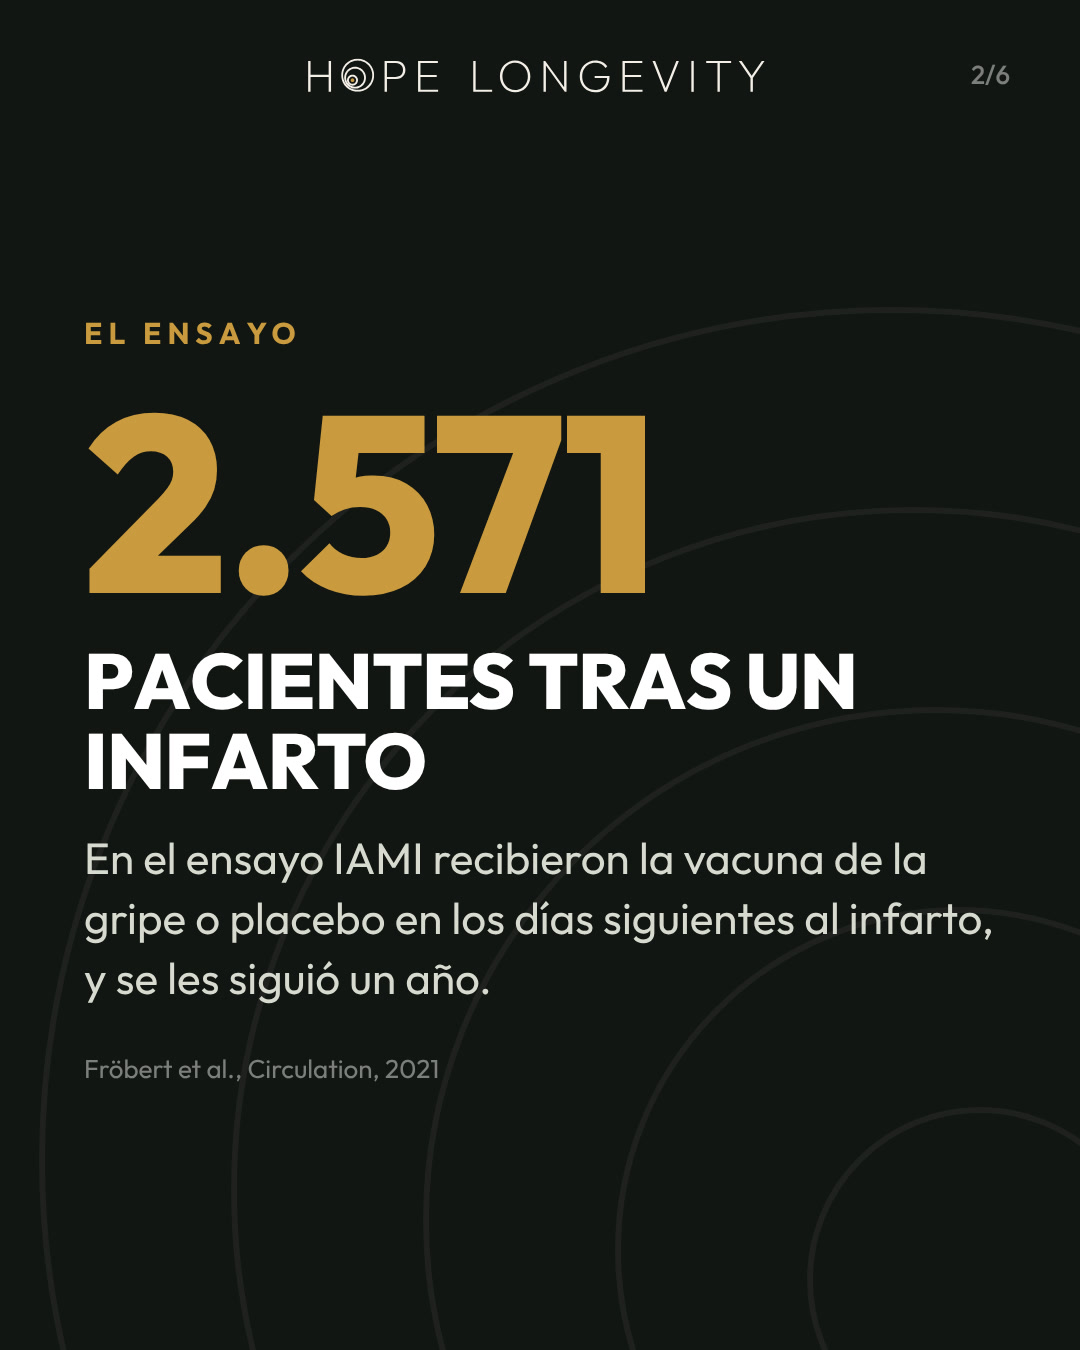 HOPE LONGEVITY
2/6
EL ENSAYO
2.571
PACIENTES TRAS UN
INFARTO
En el ensayo IAMI recibieron la vacuna de la
gripe o placebo en los días siguientes al infarto,
y se les siguió un año.
Fröbert et al., Circulation, 2021